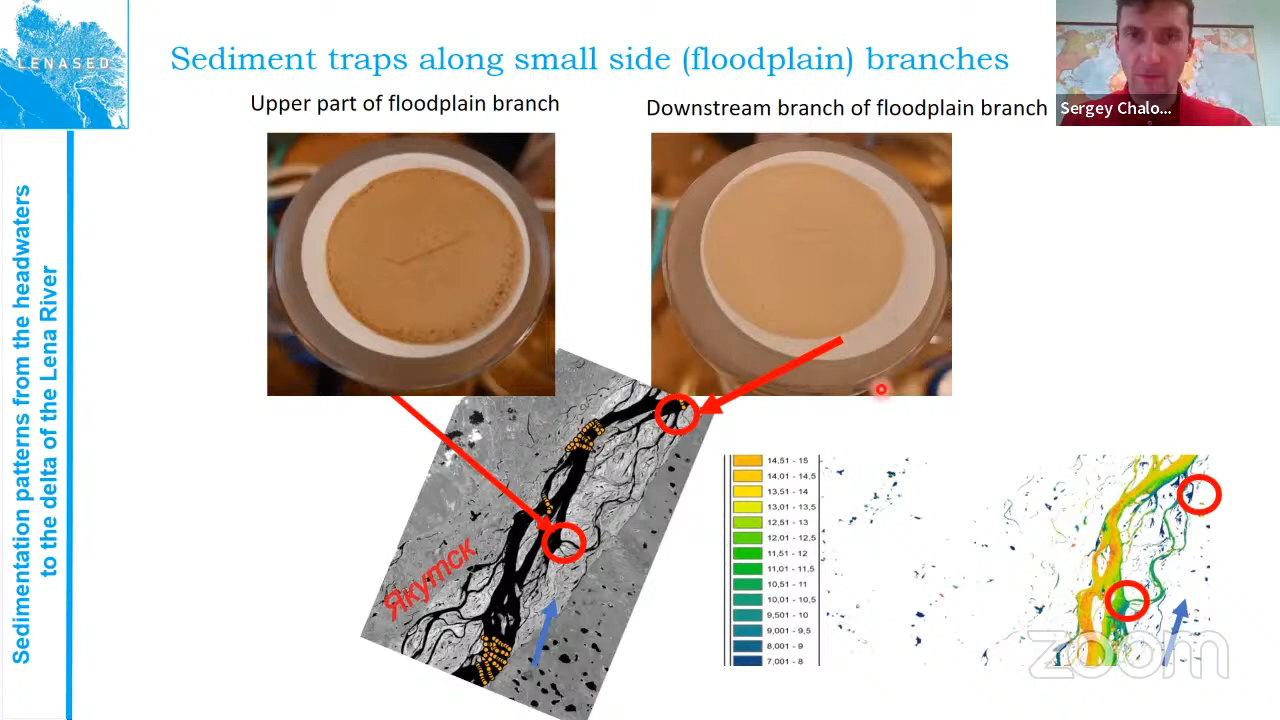 LENASED
Sediment traps along small side (floodplain) branches
Sergey Chalo...
Upper part of floodplain branch
Downstream branch of floodplain branch
Sedimentation patterns from the headwaters
to the delta of the Lena River
Якутск
14,51 - 15
14,01 - 14,5
13,51 - 14
13,01 - 13,5
12,51 - 13
12,01 - 12,5
11,51 - 12
11,01 - 11,5
10,51 - 11
10,01 - 10,5
9,501 - 10
9,001 - 9,5
8,001 - 9
7,001 - 8
zoom